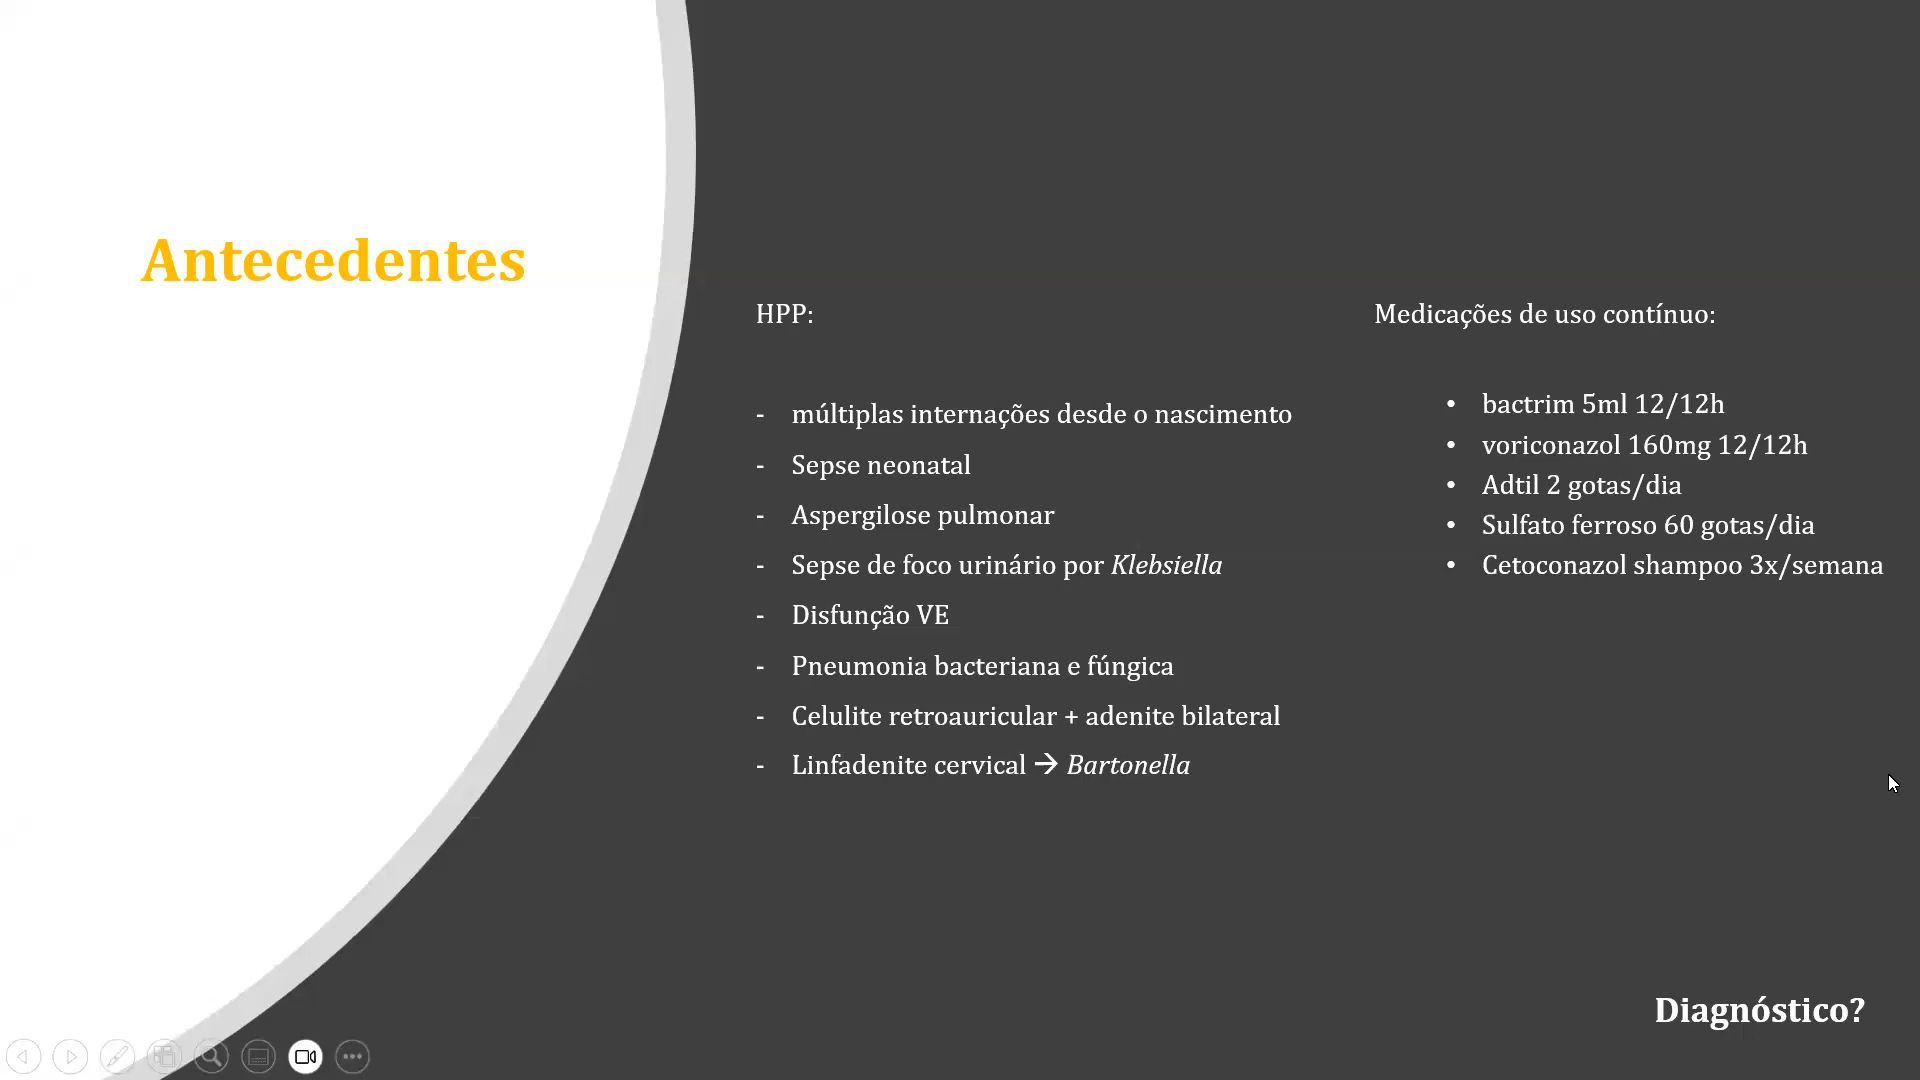 Antecedentes
HPP:
- múltiplas internações desde o nascimento
- Sepse neonatal
- Aspergilose pulmonar
- Sepse de foco urinário por Klebsiella
- Disfunção VE
- Pneumonia bacteriana e fúngica
- Celulite retroauricular + adenite bilateral
- Linfadenite cervical → Bartonella
Medicações de uso contínuo:
• bactrim 5ml 12/12h
• voriconazol 160mg 12/12h
• Adtil 2 gotas/dia
• Sulfato ferroso 60 gotas/dia
• Cetoconazol shampoo 3x/semana
Diagnóstico?